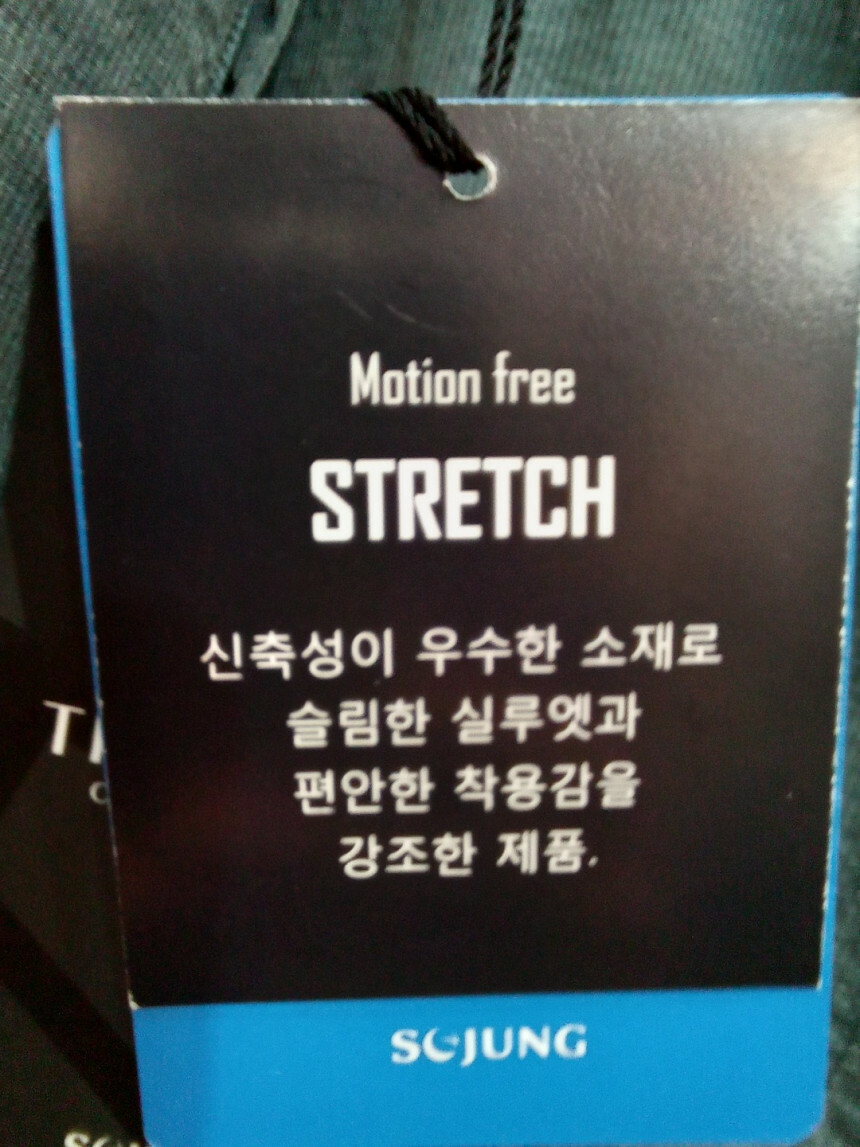 Motion free
STRETCH
신축성이 우수한 소재로
슬림한 실루엣과
편안한 착용감을
강조한 제품.
SOJUNG